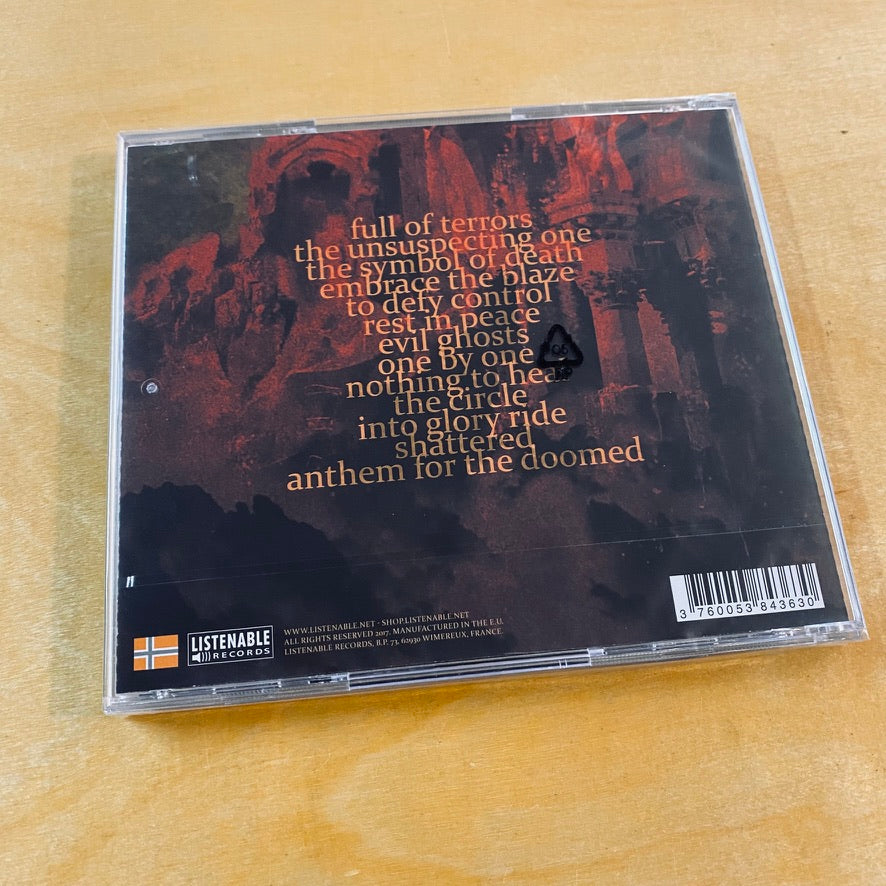 full of terrors
the unsuspecting one
the symbol of death
embrace the blaze
to defy control
rest in peace
evil ghosts
one by one
nothing to hear
the circle
into glory ride
shattered
anthem for the doomed
3 760053 843630
LISTENABLE
RECORDS
WWW.LISTENABLE.NET - SHOP.LISTENABLE.NET
ALL RIGHTS RESERVED 2017. MANUFACTURED IN THE E.U.
LISTENABLE RECORDS, B.P. 73, 62930 WIMEREUX, FRANCE.